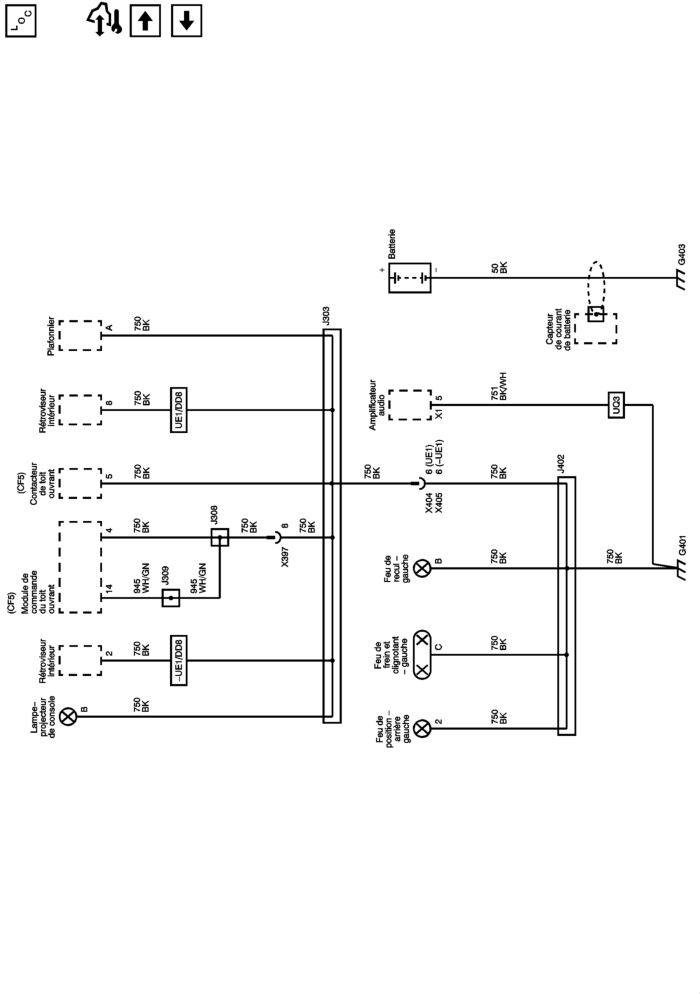 L O C
Lampe–
projecteur
de console
B
750
BK
Rétroviseur
intérieur
2
750
BK
–UE1/DD8
(CF5)
Module de
commande
du toit
ouvrant
14
945
WH/GN
J309
945
WH/GN
4
750
BK
J308
750
BK
8
X397
750
BK
(CF5)
Contacteur
de toit
ouvrant
5
750
BK
Rétroviseur
intérieur
8
750
BK
UE1/DD8
Plafonnier
A
750
BK
J303
750
BK
6 (UE1)
6 (–UE1)
X404
X405
Feu de
position –
arrière
gauche
2
750
BK
Feu de
frein et
clignotant
– gauche
C
750
BK
Feu de
recul –
gauche
B
750
BK
750
BK
J402
750
BK
G401
Amplificateur
audio
5
X1
751
BK/WH
UQ3
Batterie
+
–
50
BK
Capteur
de courant
de batterie
G403